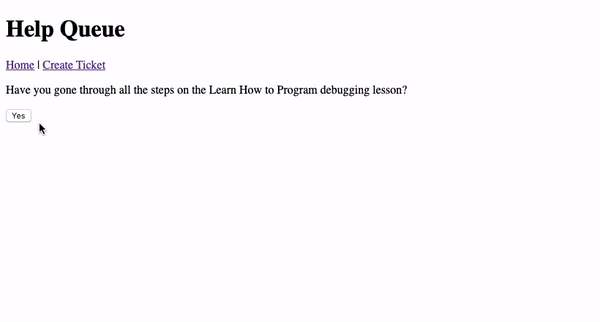 Help Queue
Home | Create Ticket
Have you gone through all the steps on the Learn How to Program debugging lesson?
Yes